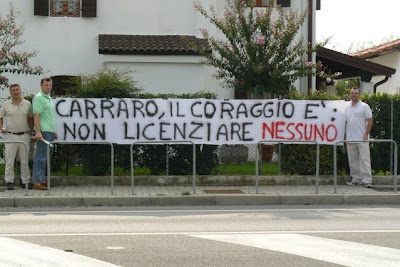 CARRARO, IL CORAGGIO E':
NON LICENZIARE NESSUNO